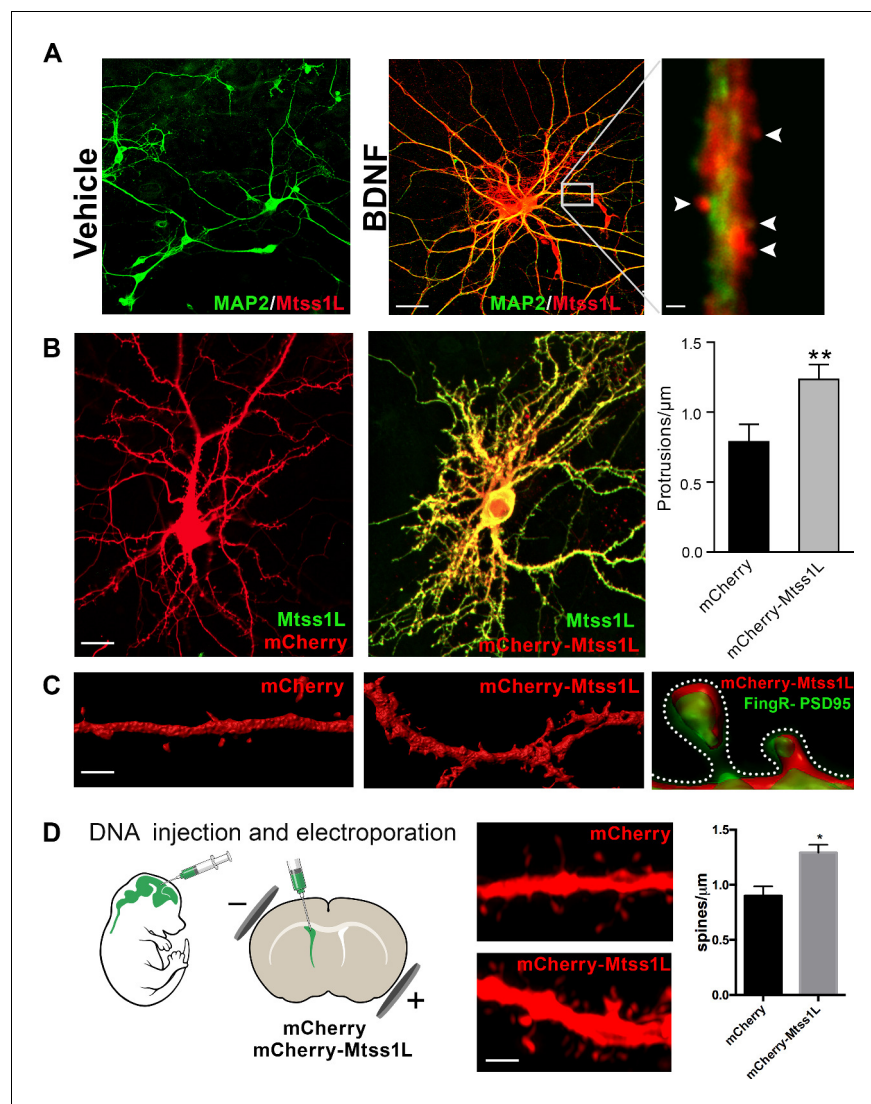 A
Vehicle
MAP2/Mtss1L
BDNF
MAP2/Mtss1L
B
Mtss1L
mCherry
Mtss1L
mCherry-Mtss1L
Protrusions/µm
1.5
1.0
0.5
0.0
**
mCherry
mCherry-Mtss1L
C
mCherry
mCherry-Mtss1L
mCherry-Mtss1L
FingR- PSD95
D
DNA injection and electroporation
−
+
mCherry
mCherry-Mtss1L
mCherry
mCherry-Mtss1L
spines/µm
1.5
1.0
0.5
0.0
*
mCherry
mCherry-Mtss1L